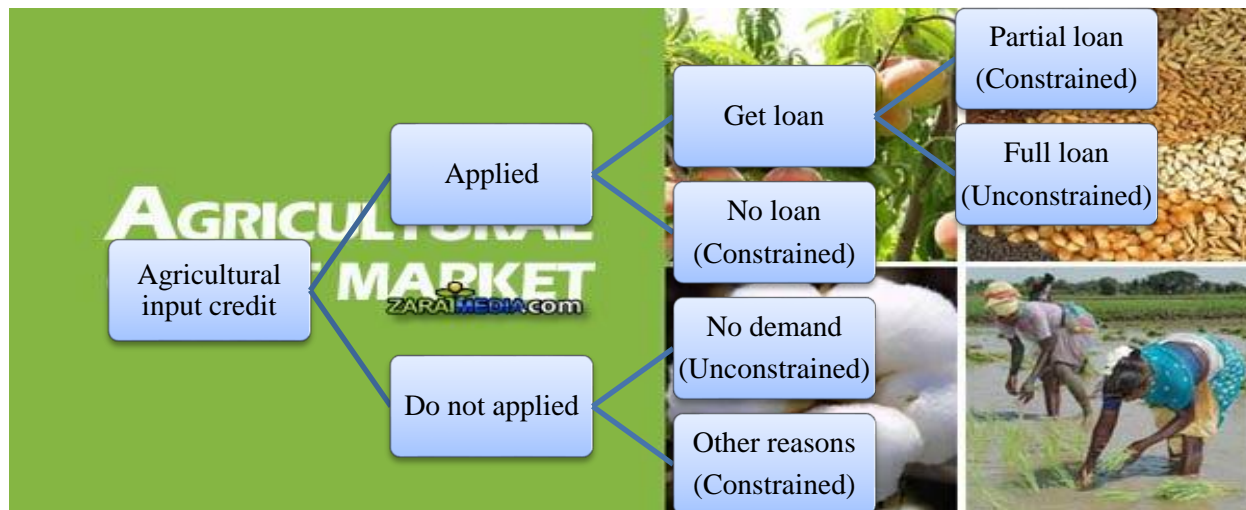 Partial loan
(Constrained)
Get loan
Full loan
(Unconstrained)
Applied
No loan
(Constrained)
AGRICULTURAL
MARKET
ZARAIMEDIA.com
Agricultural
input credit
No demand
(Unconstrained)
Do not applied
Other reasons
(Constrained)